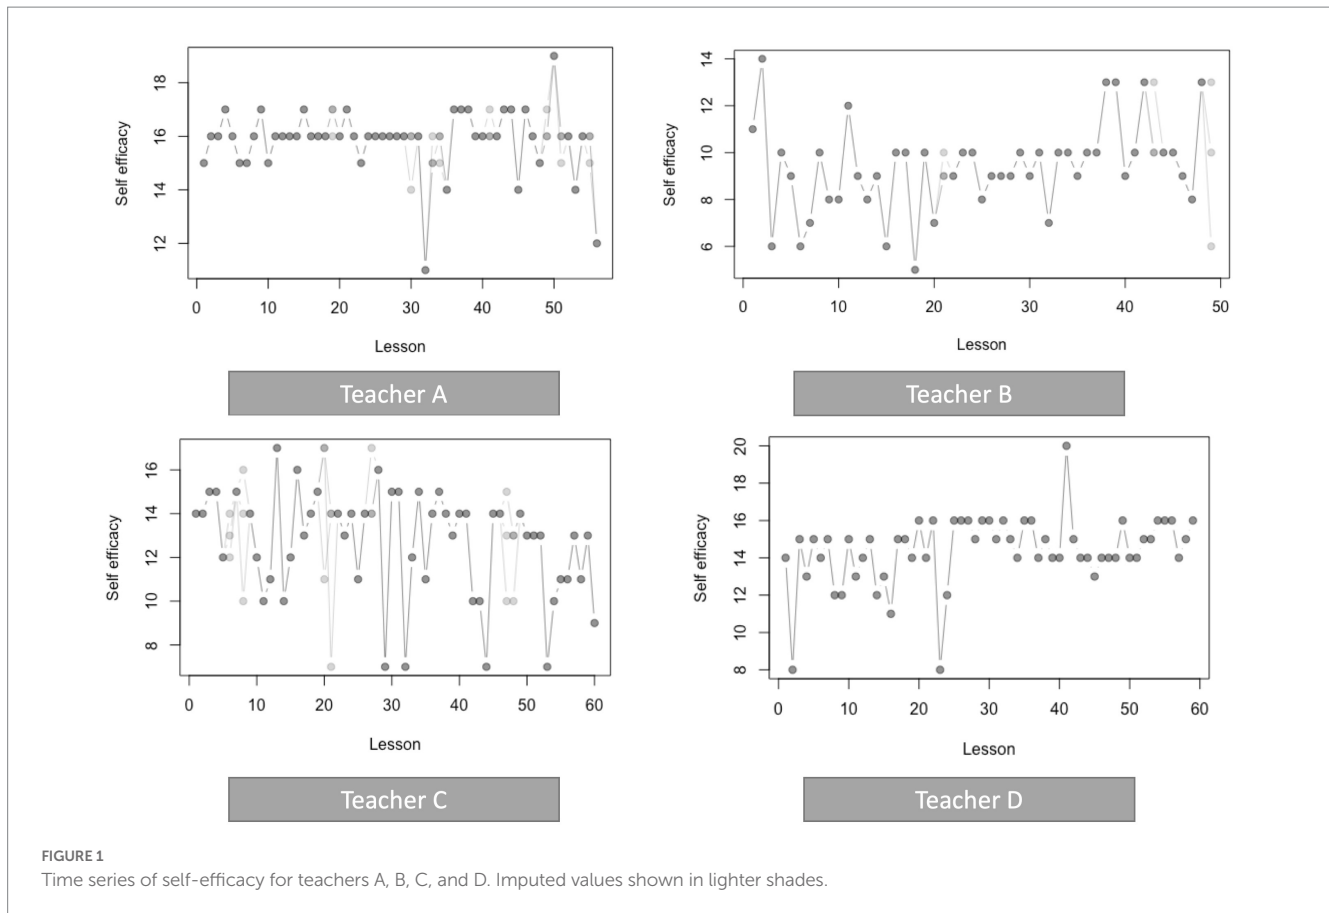 Self efficacy
18
16
14
12
0 10 20 30 40 50
Lesson
Teacher A
Self efficacy
14
12
10
8
6
0 10 20 30 40 50
Lesson
Teacher B
Self efficacy
16
14
12
10
8
0 10 20 30 40 50 60
Lesson
Teacher C
Self efficacy
20
18
16
14
12
10
8
0 10 20 30 40 50 60
Lesson
Teacher D
FIGURE 1
Time series of self-efficacy for teachers A, B, C, and D. Imputed values shown in lighter shades.